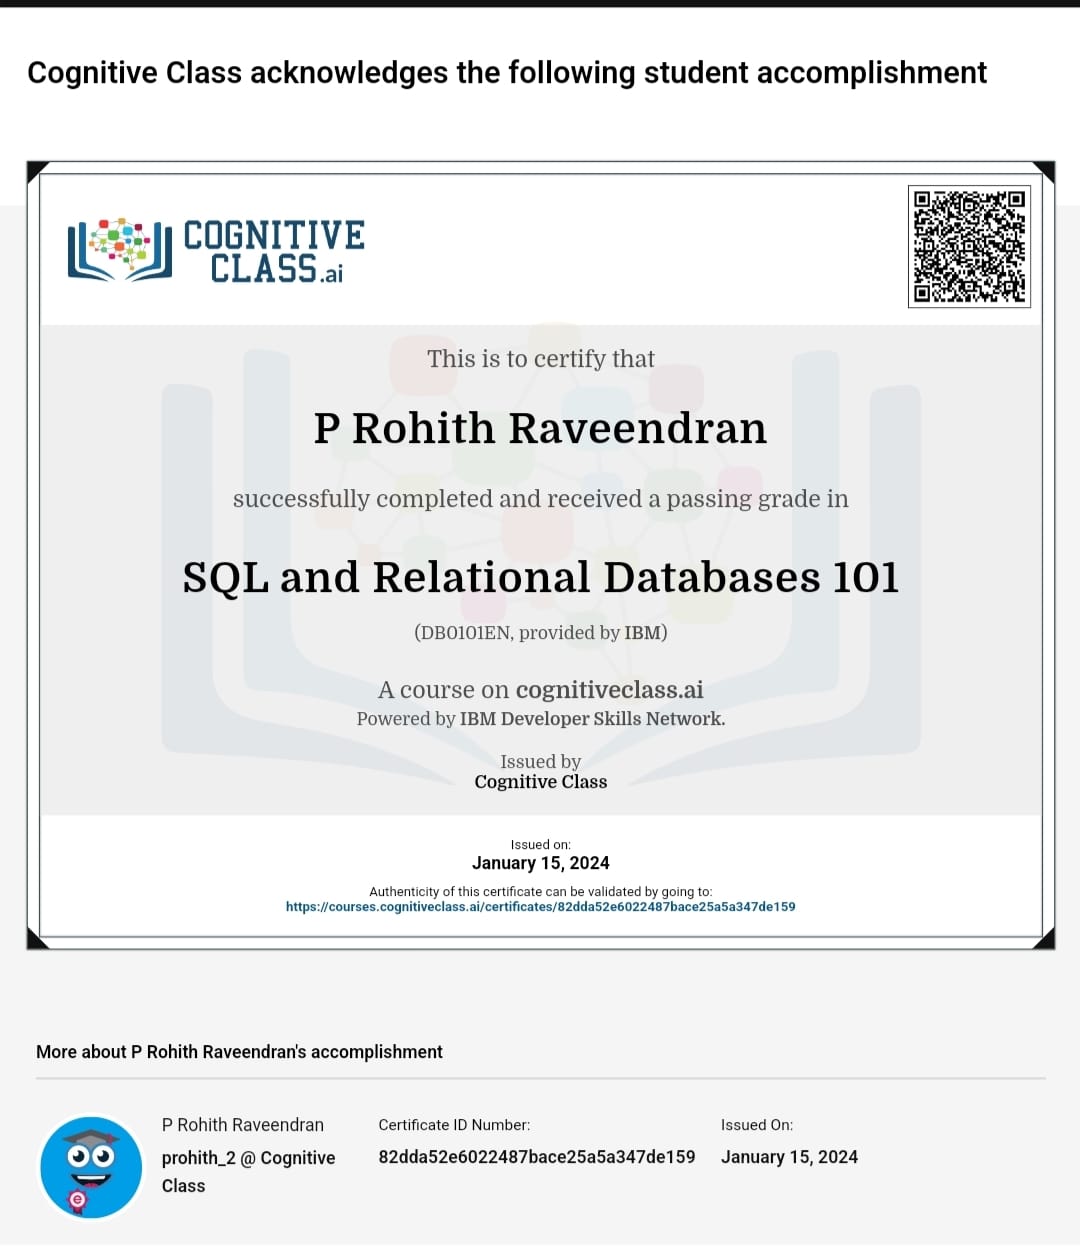 Cognitive Class acknowledges the following student accomplishment
COGNITIVE
CLASS.ai
This is to certify that
P Rohith Raveendran
successfully completed and received a passing grade in
SQL and Relational Databases 101
(DB0101EN, provided by IBM)
A course on cognitiveclass.ai
Powered by IBM Developer Skills Network.
Issued by
Cognitive Class
Issued on:
January 15, 2024
Authenticity of this certificate can be validated by going to:
https://courses.cognitiveclass.ai/certificates/82dda52e6022487bace25a5a347de159
More about P Rohith Raveendran's accomplishment
P Rohith Raveendran
prohith_2 @ Cognitive
Class
Certificate ID Number:
82dda52e6022487bace25a5a347de159
Issued On:
January 15, 2024
e